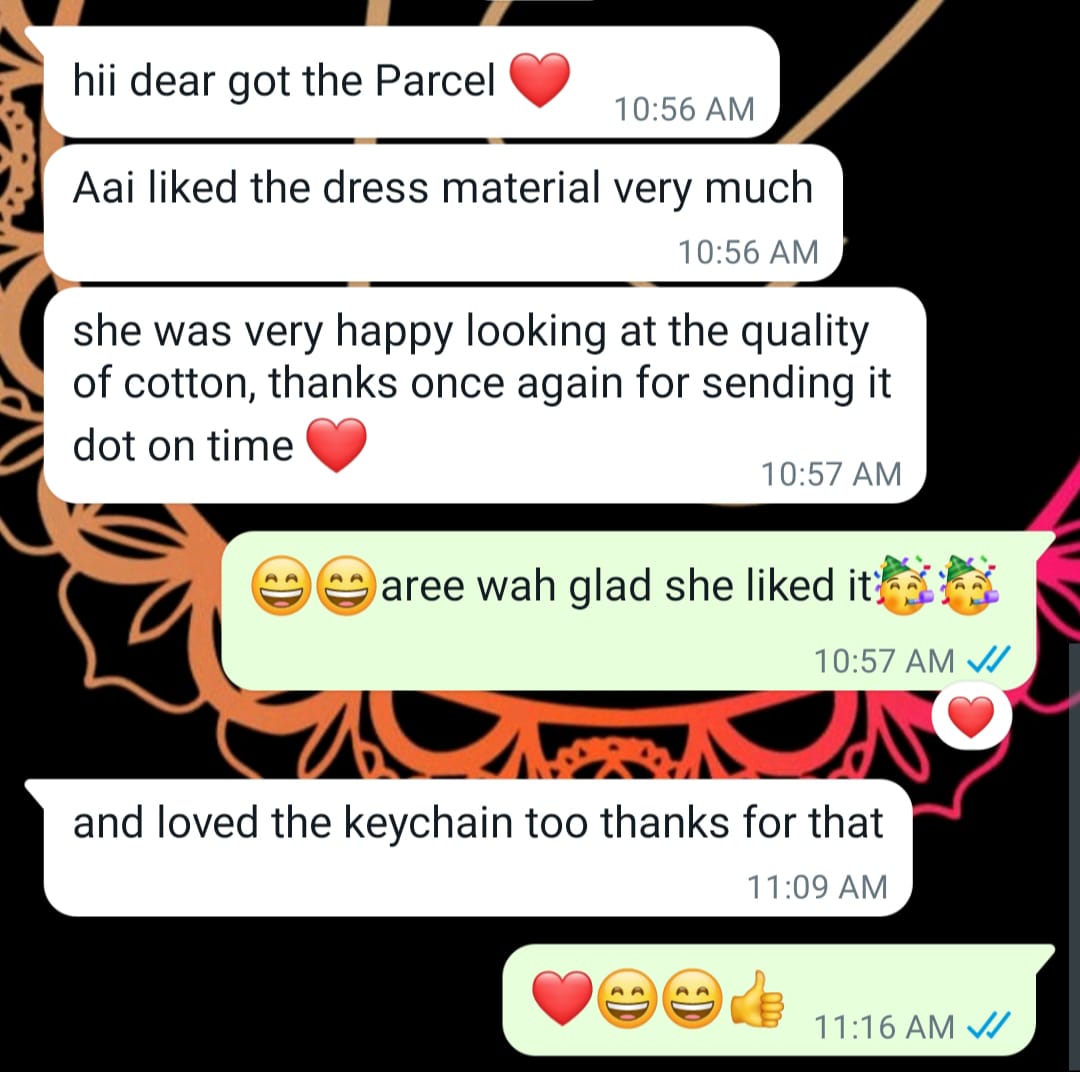 hii dear got the Parcel ❤️
10:56 AM
Aai liked the dress material very much
10:56 AM
she was very happy looking at the quality
of cotton, thanks once again for sending it
dot on time ❤️
10:57 AM
😄😄aree wah glad she liked it🥳🥳
10:57 AM
❤️
and loved the keychain too thanks for that
11:09 AM
❤️😄😄👍
11:16 AM